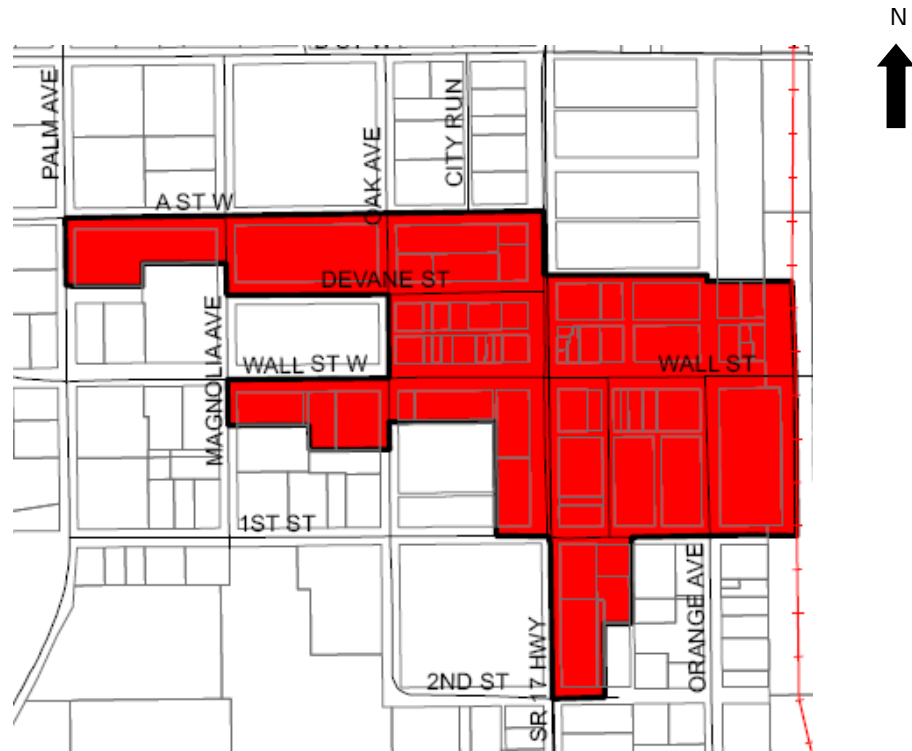 N
PALM AVE
OAK AVE
CITY RUN
A ST W
DEVANE ST
MAGNOLIA AVE
WALL ST W
WALL ST
1ST ST
ORANGE AVE
SR 17 HWY
2ND ST